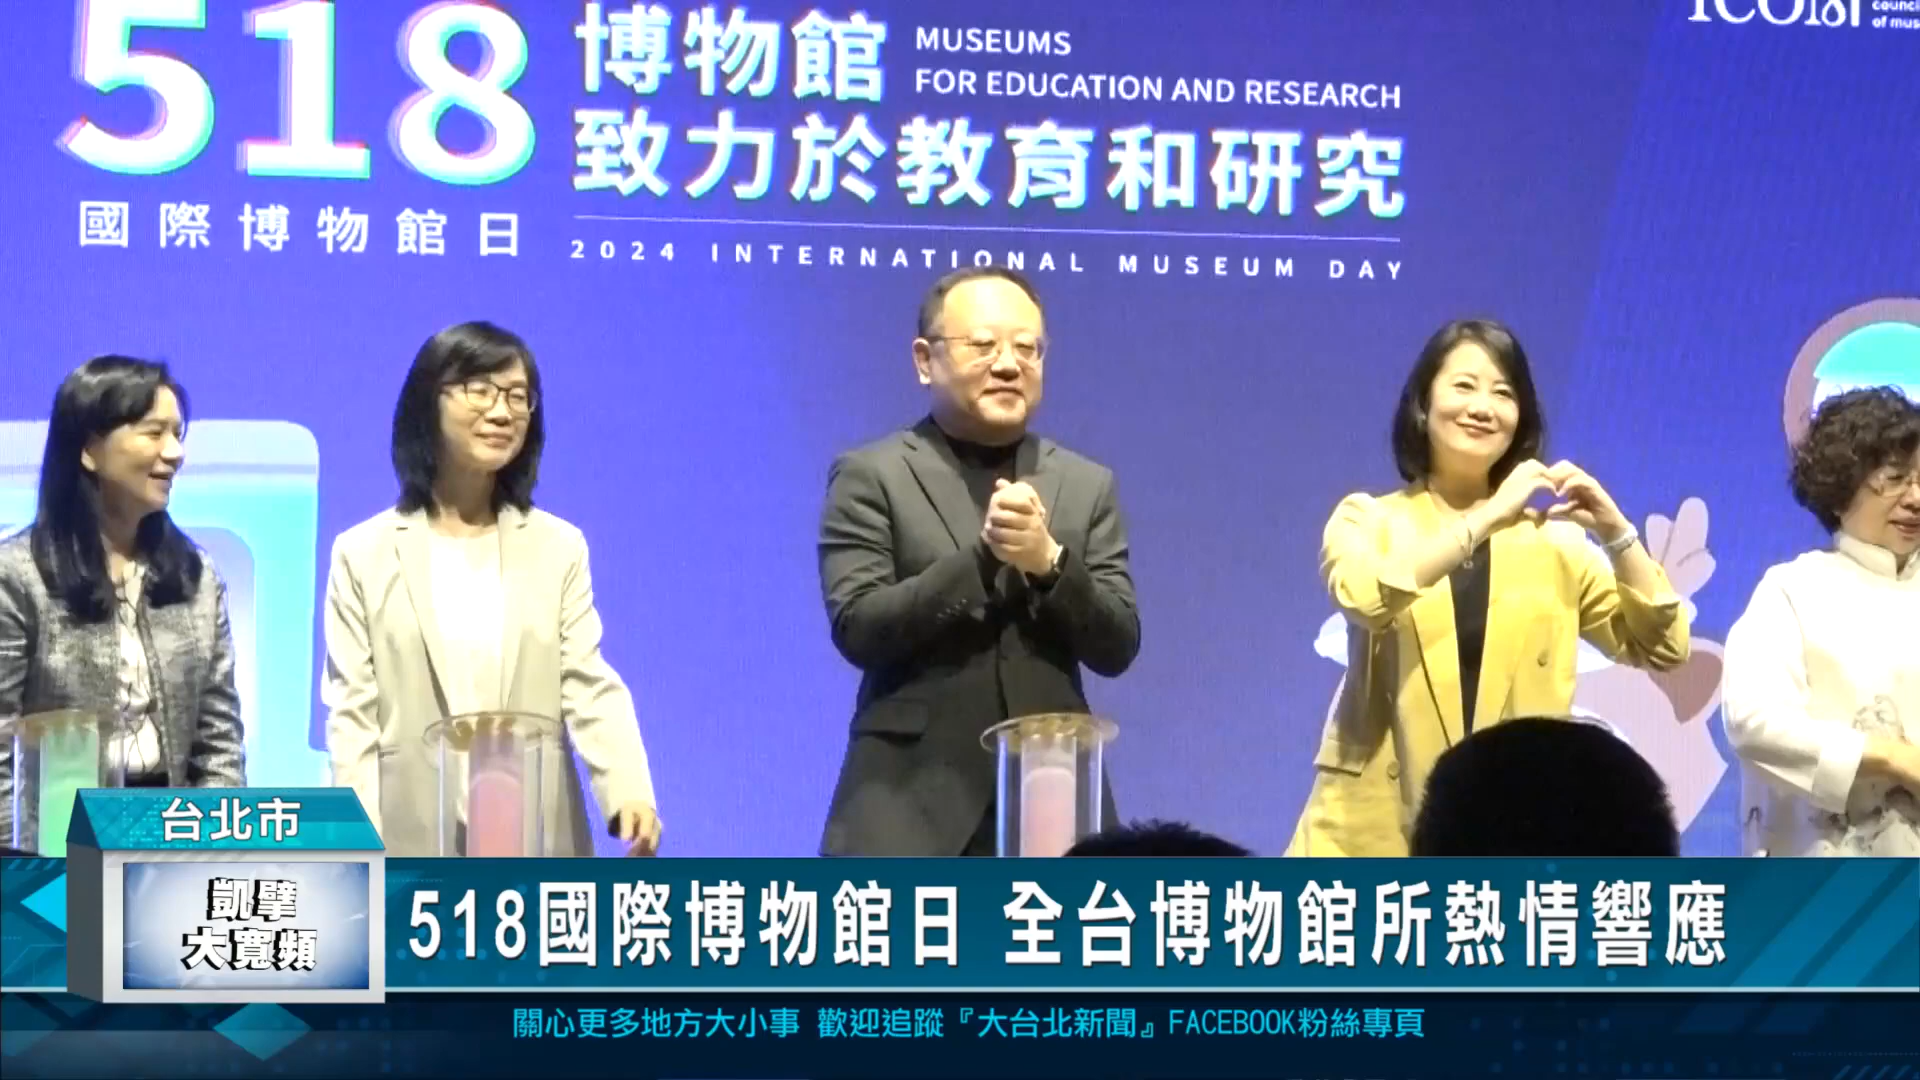 518
國際博物館日
博物館
MUSEUMS
FOR EDUCATION AND RESEARCH
致力於教育和研究
2024 INTERNATIONAL MUSEUM DAY
ICOM
of
台北市
凱擘
大寬頻
518國際博物館日 全台博物館所熱情響應
關心更多地方大小事 歡迎追蹤『大台北新聞』FACEBOOK粉絲專頁